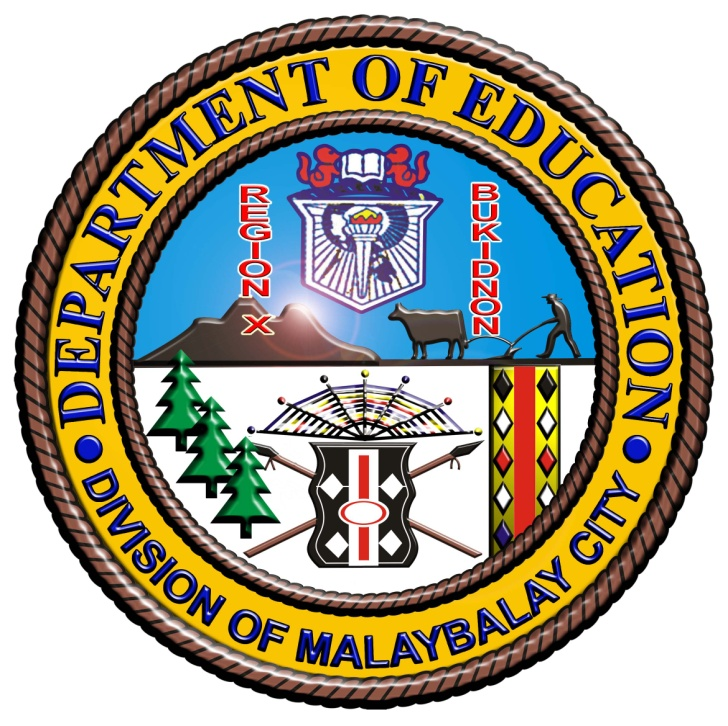 DEPARTMENT OF EDUCATION
REGION X
BUKIDNON
DIVISION OF MALAYBALAY CITY